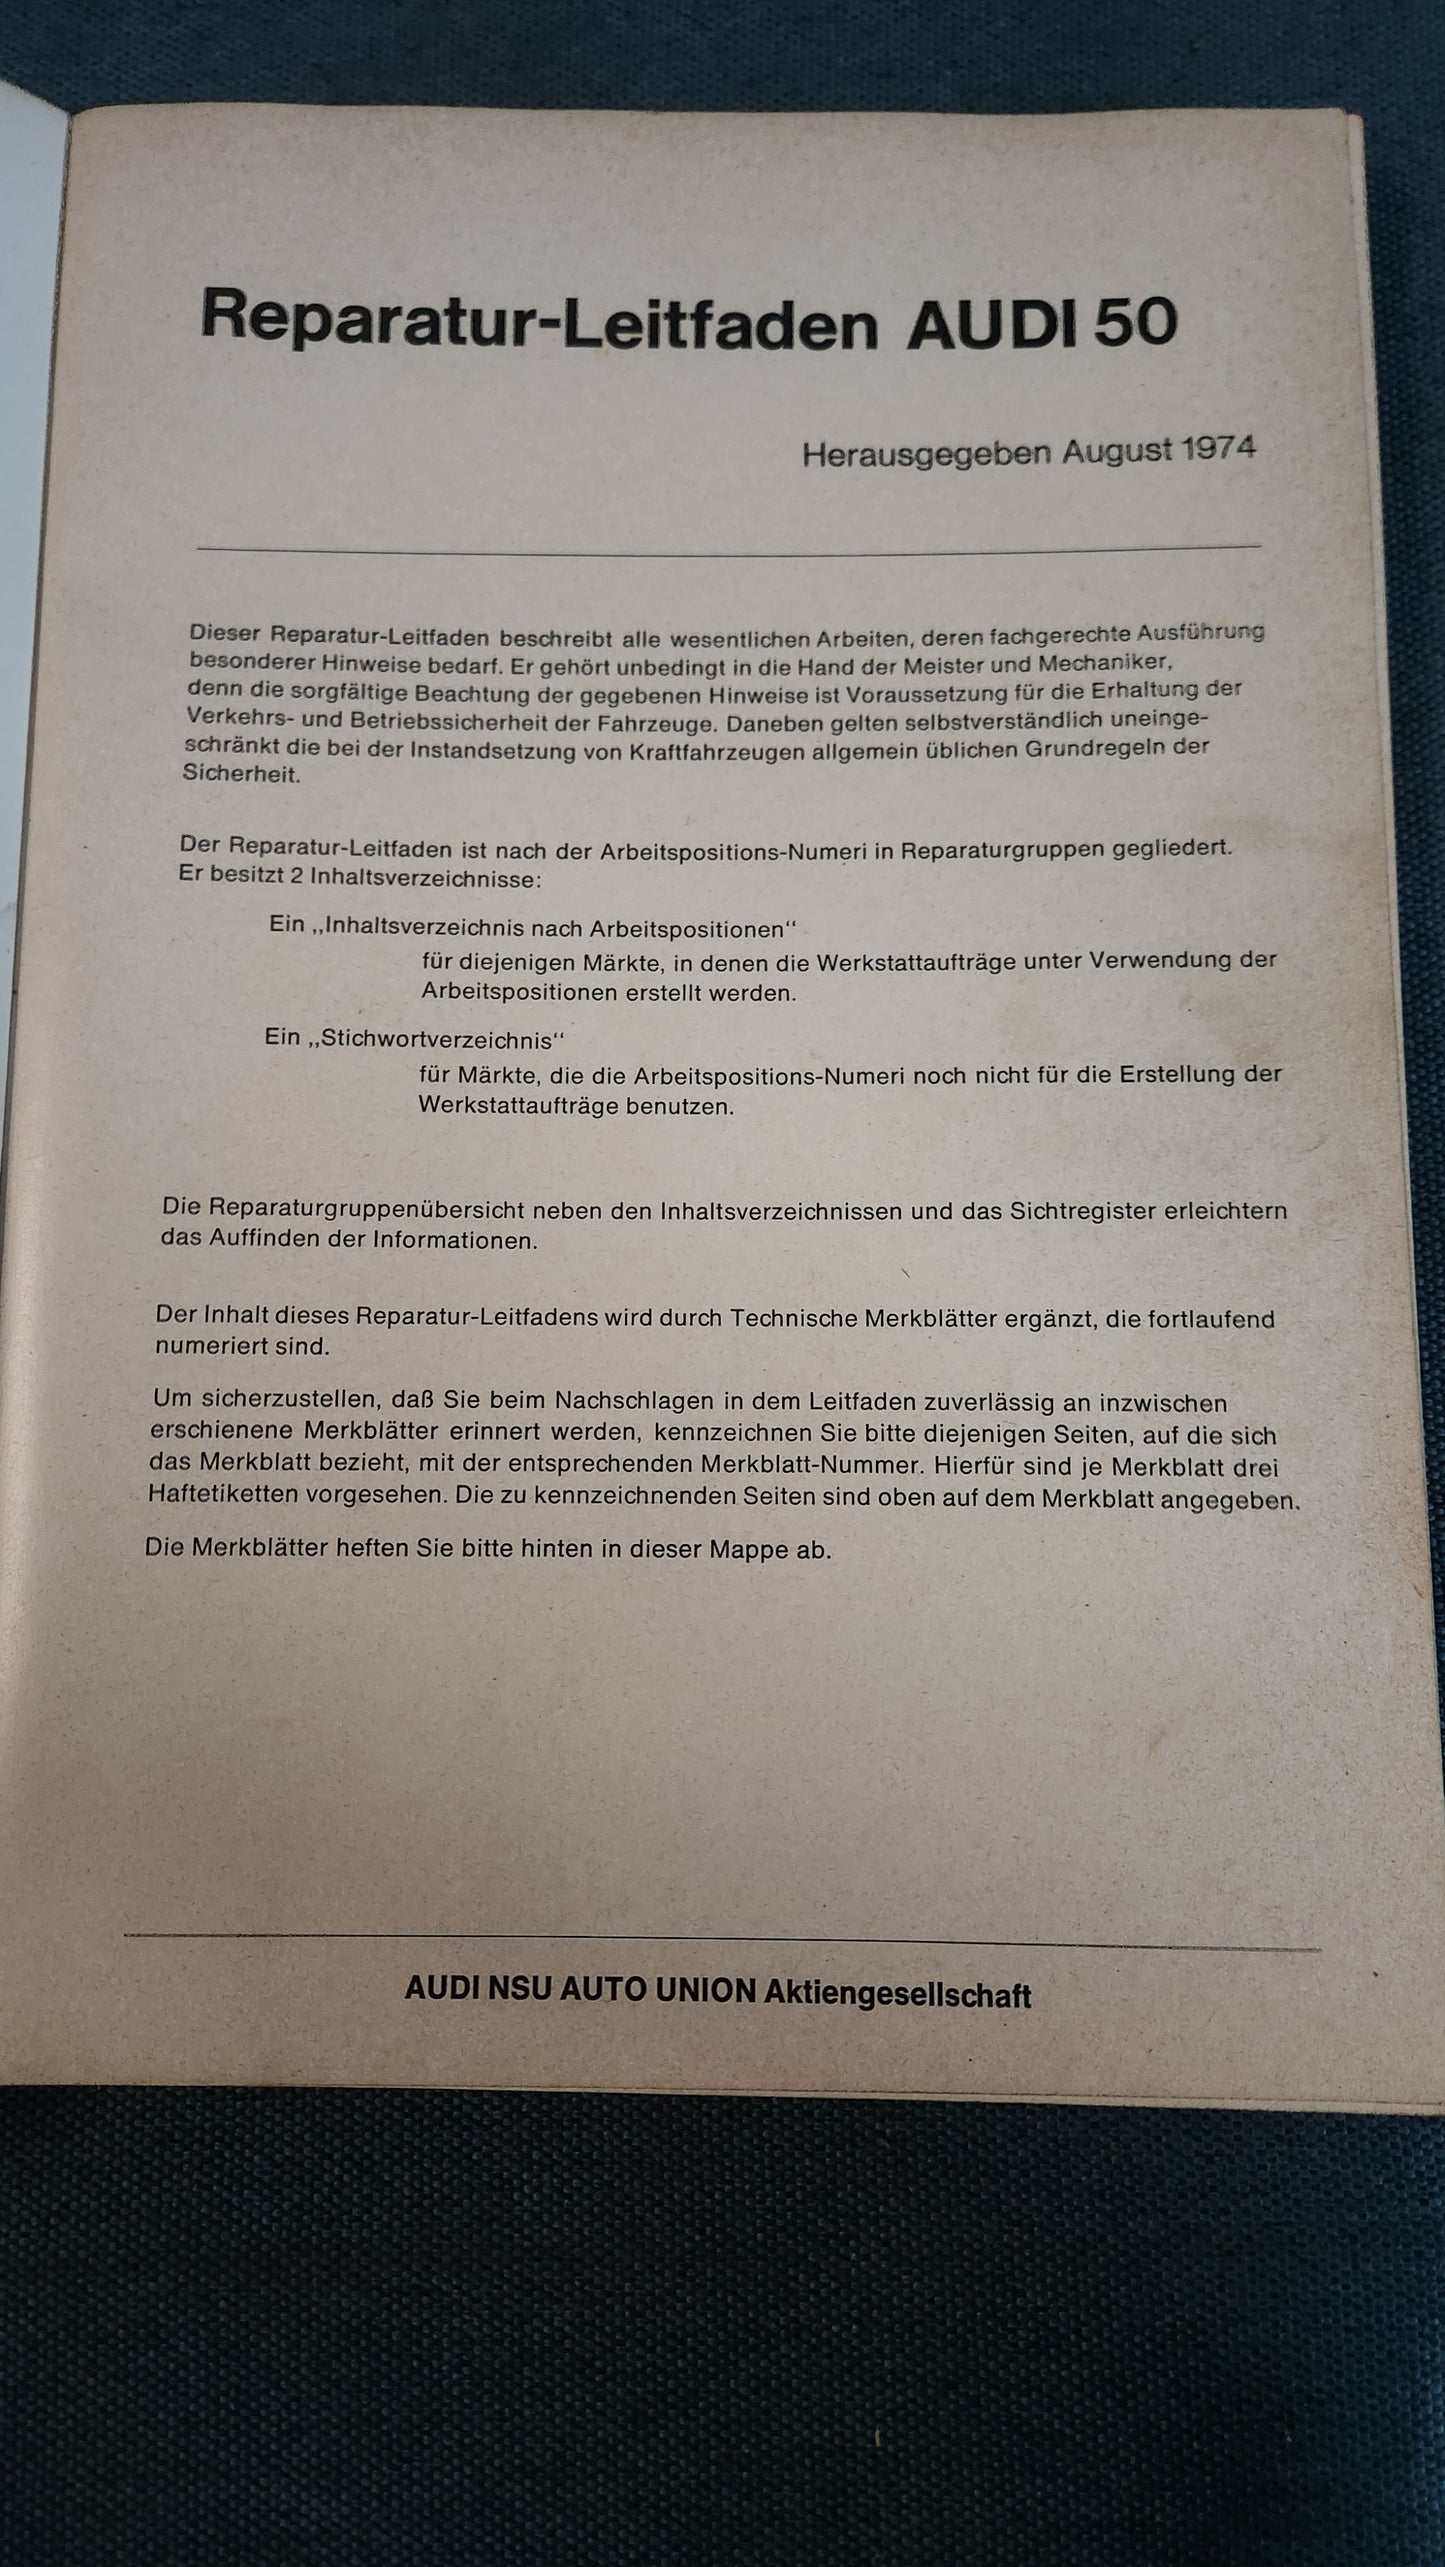 Reparatur-Leitfaden AUDI 50
Herausgegeben August 1974
Dieser Reparatur-Leitfaden beschreibt alle wesentlichen Arbeiten, deren fachgerechte Ausführung
besonderer Hinweise bedarf. Er gehört unbedingt in die Hand der Meister und Mechaniker,
denn die sorgfältige Beachtung der gegebenen Hinweise ist Voraussetzung für die Erhaltung der
Verkehrs- und Betriebssicherheit der Fahrzeuge. Daneben gelten selbstverständlich uneinge-
schränkt die bei der Instandsetzung von Kraftfahrzeugen allgemein üblichen Grundregeln der
Sicherheit.
Der Reparatur-Leitfaden ist nach der Arbeitspositions-Numeri in Reparaturgruppen gegliedert.
Er besitzt 2 Inhaltsverzeichnisse:
Ein ,,Inhaltsverzeichnis nach Arbeitspositionen‘‘
für diejenigen Märkte, in denen die Werkstattaufträge unter Verwendung der
Arbeitspositionen erstellt werden.
Ein ,,Stichwortverzeichnis‘‘
für Märkte, die die Arbeitspositions-Numeri noch nicht für die Erstellung der
Werkstattaufträge benutzen.
Die Reparaturgruppenübersicht neben den Inhaltsverzeichnissen und das Sichtregister erleichtern
das Auffinden der Informationen.
Der Inhalt dieses Reparatur-Leitfadens wird durch Technische Merkblätter ergänzt, die fortlaufend
numeriert sind.
Um sicherzustellen, daß Sie beim Nachschlagen in dem Leitfaden zuverlässig an inzwischen
erschienene Merkblätter erinnert werden, kennzeichnen Sie bitte diejenigen Seiten, auf die sich
das Merkblatt bezieht, mit der entsprechenden Merkblatt-Nummer. Hierfür sind je Merkblatt drei
Haftetiketten vorgesehen. Die zu kennzeichnenden Seiten sind oben auf dem Merkblatt angegeben.
Die Merkblätter heften Sie bitte hinten in dieser Mappe ab.
AUDI NSU AUTO UNION Aktiengesellschaft